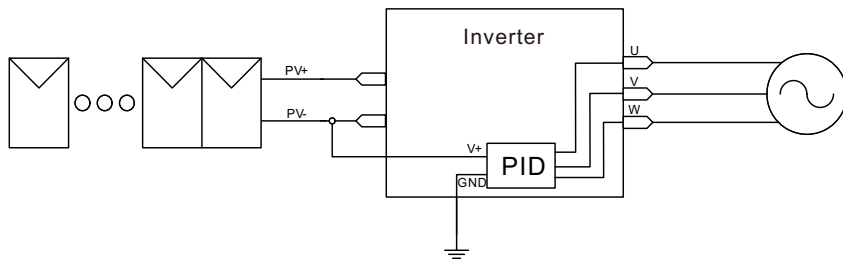 Inverter
PV+
PV-
U
V
W
V+
GND
PID